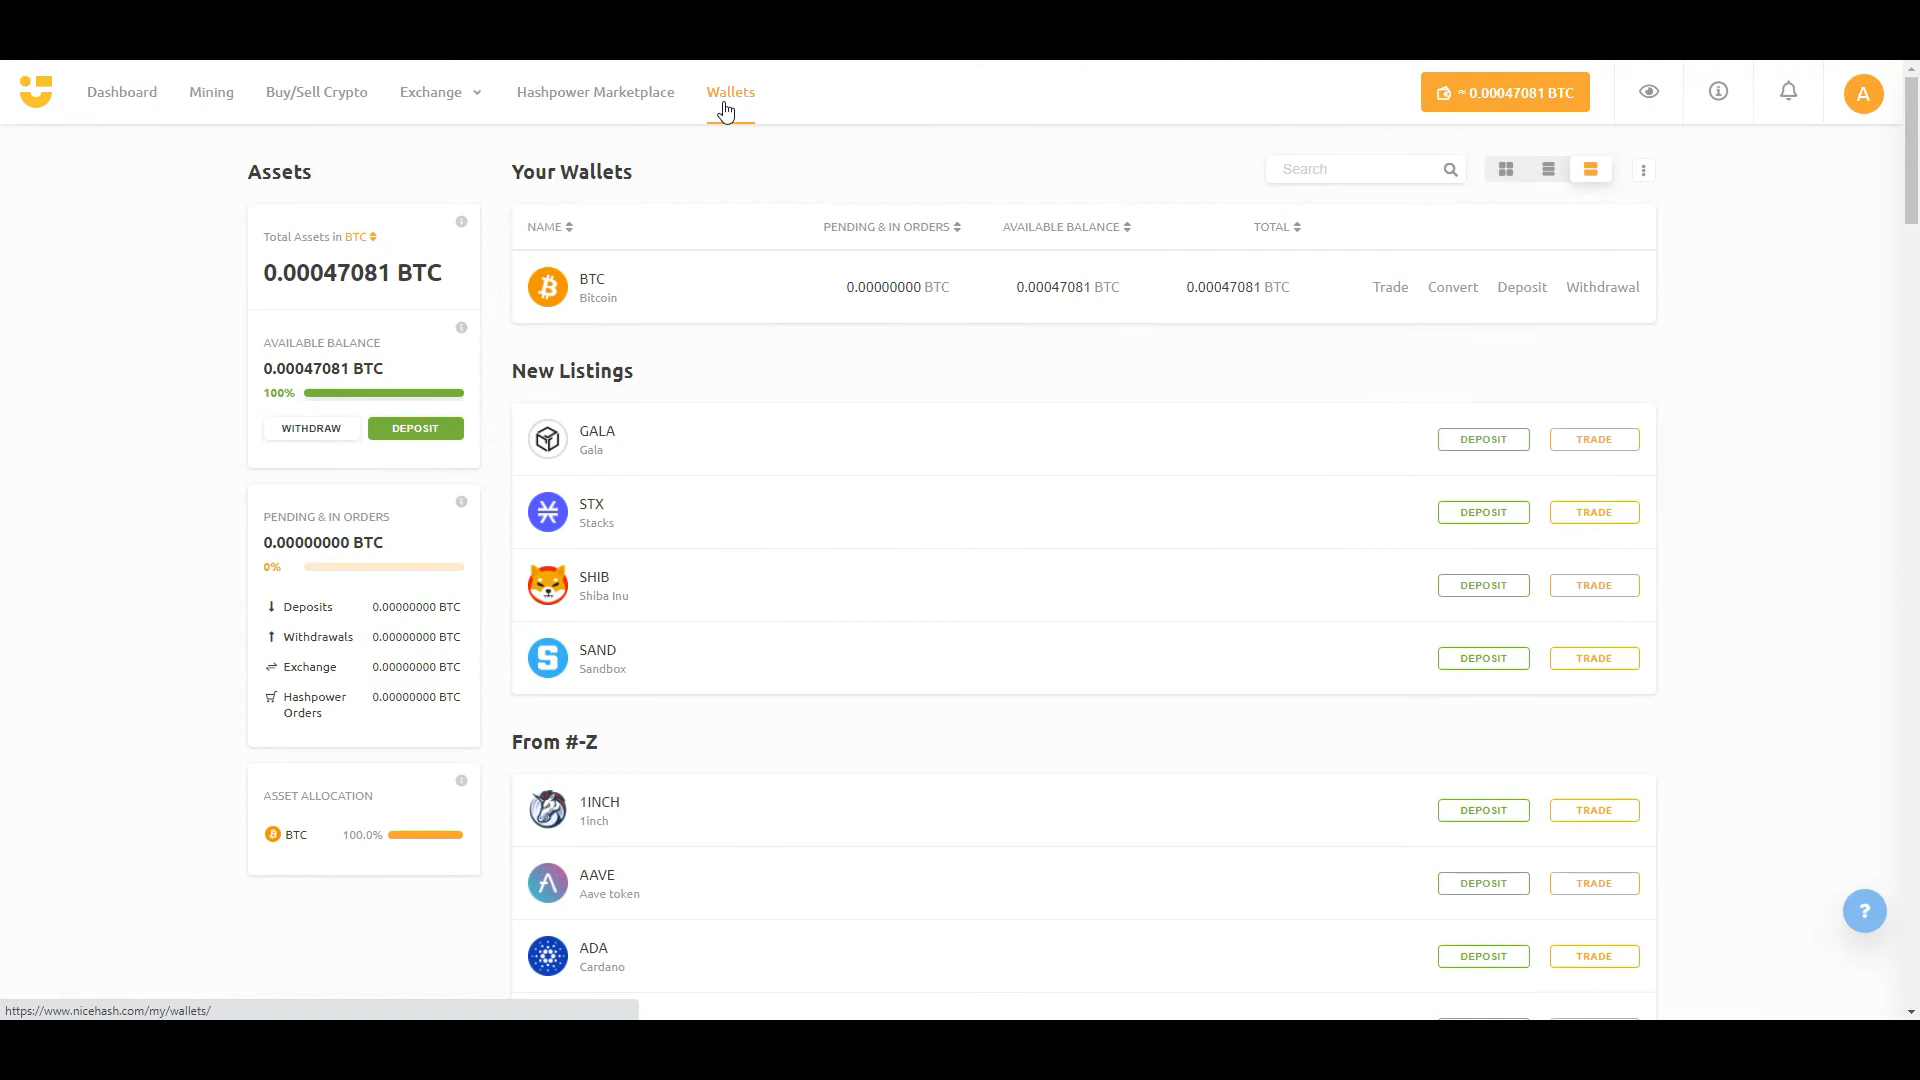 Dashboard Mining Buy/Sell Crypto Exchange Hashpower Marketplace Wallets ≈ 0.00047081 BTC A
Assets
Total Assets in BTC
0.00047081 BTC
AVAILABLE BALANCE
0.00047081 BTC
100%
WITHDRAW DEPOSIT
PENDING & IN ORDERS
0.00000000 BTC
0%
Deposits 0.00000000 BTC
Withdrawals 0.00000000 BTC
Exchange 0.00000000 BTC
Hashpower 0.00000000 BTC
Orders
ASSET ALLOCATION
BTC 100.0%
Your Wallets Search
NAME PENDING & IN ORDERS AVAILABLE BALANCE TOTAL
BTC
Bitcoin
0.00000000 BTC 0.00047081 BTC 0.00047081 BTC Trade Convert Deposit Withdrawal
New Listings
GALA
Gala
DEPOSIT TRADE
STX
Stacks
DEPOSIT TRADE
SHIB
Shiba Inu
DEPOSIT TRADE
SAND
Sandbox
DEPOSIT TRADE
From #-Z
1INCH
1inch
DEPOSIT TRADE
AAVE
Aave token
DEPOSIT TRADE
ADA
Cardano
DEPOSIT TRADE
?
https://www.nicehash.com/my/wallets/